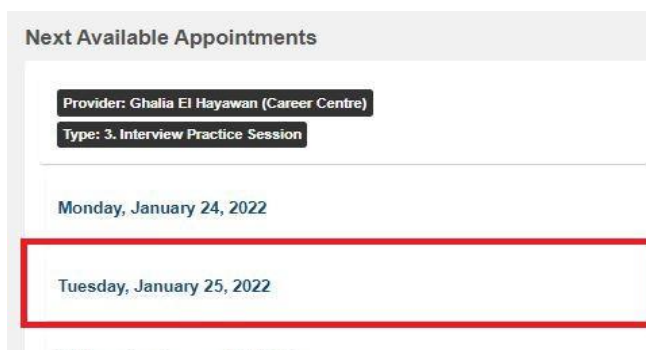 Next Available Appointments
Provider: Ghalia El Hayawan (Career Centre)
Type: 3. Interview Practice Session
Monday, January 24, 2022
Tuesday, January 25, 2022